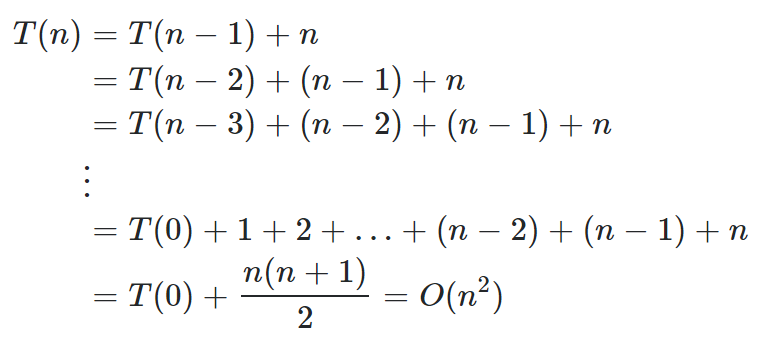 T(n) = T(n − 1) + n
= T(n − 2) + (n − 1) + n
= T(n − 3) + (n − 2) + (n − 1) + n
⋮
= T(0) + 1 + 2 + … + (n − 2) + (n − 1) + n
= T(0) + n(n + 1)/2 = O(n²)